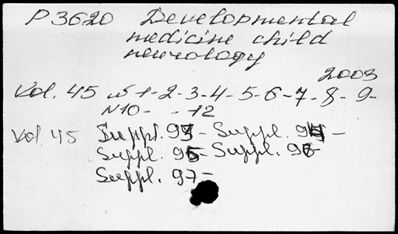 P3620 Developmental
medicine child
neurology
2003
Vol. 45 N 1-2-3-4-5-6-7-8-9-
N10- -12
Vol 45 Suppl. 93- Suppl. 94-
Suppl. 95- Suppl. 96-
Suppl. 97-